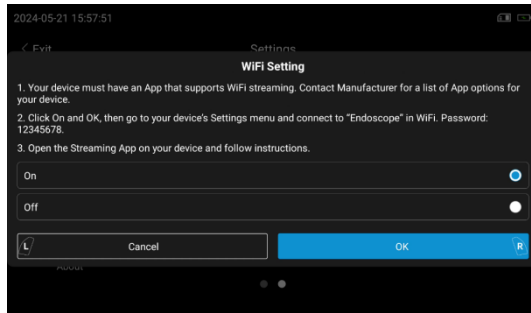 2024-05-21 15:57:51
Exit
Settings
WiFi Setting
1. Your device must have an App that supports WiFi streaming. Contact Manufacturer for a list of App options for
your device.
2. Click On and OK, then go to your device's Settings menu and connect to “Endoscope” in WiFi. Password:
12345678.
3. Open the Streaming App on your device and follow instructions.
On
Off
L Cancel OK R
About